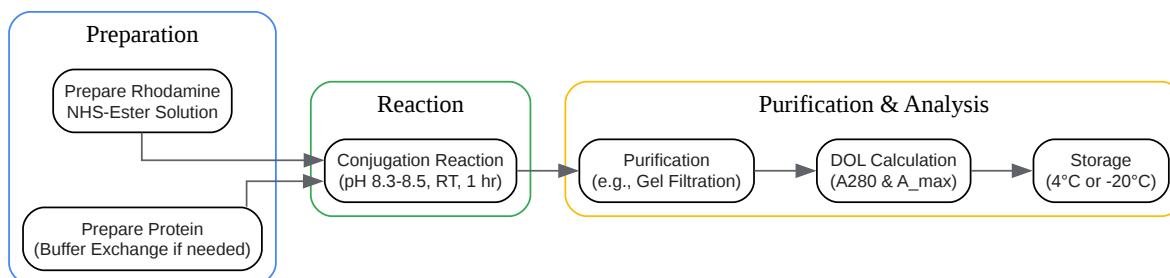 Preparation
Prepare Rhodamine
NHS-Ester Solution
Prepare Protein
(Buffer Exchange if needed)
Reaction
Conjugation Reaction
(pH 8.3-8.5, RT, 1 hr)
Purification & Analysis
Purification
(e.g., Gel Filtration)
DOL Calculation
(A280 & A_max)
Storage
(4°C or -20°C)